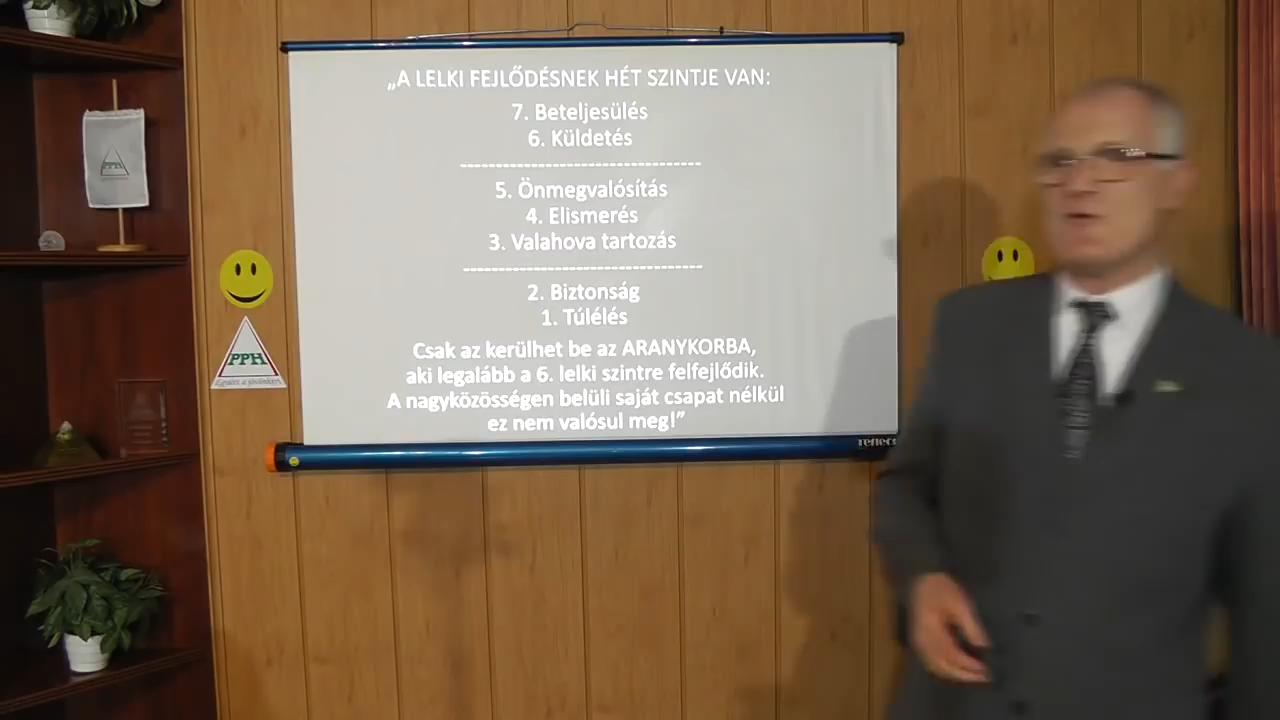 „A LELKI FEJLŐDÉSNEK HÉT SZINTJE VAN:
7. Beteljesülés
6. Küldetés
----------------------------------
5. Önmegvalósítás
4. Elismerés
3. Valahova tartozás
----------------------------------
2. Biztonság
1. Túlélés
Csak az kerülhet be az ARANYKORBA,
aki legalább a 6. lelki szintre felfejlődik.
A nagyközösségen belüli saját csapat nélkül
ez nem valósul meg!”
reflecta
PPH
PPH